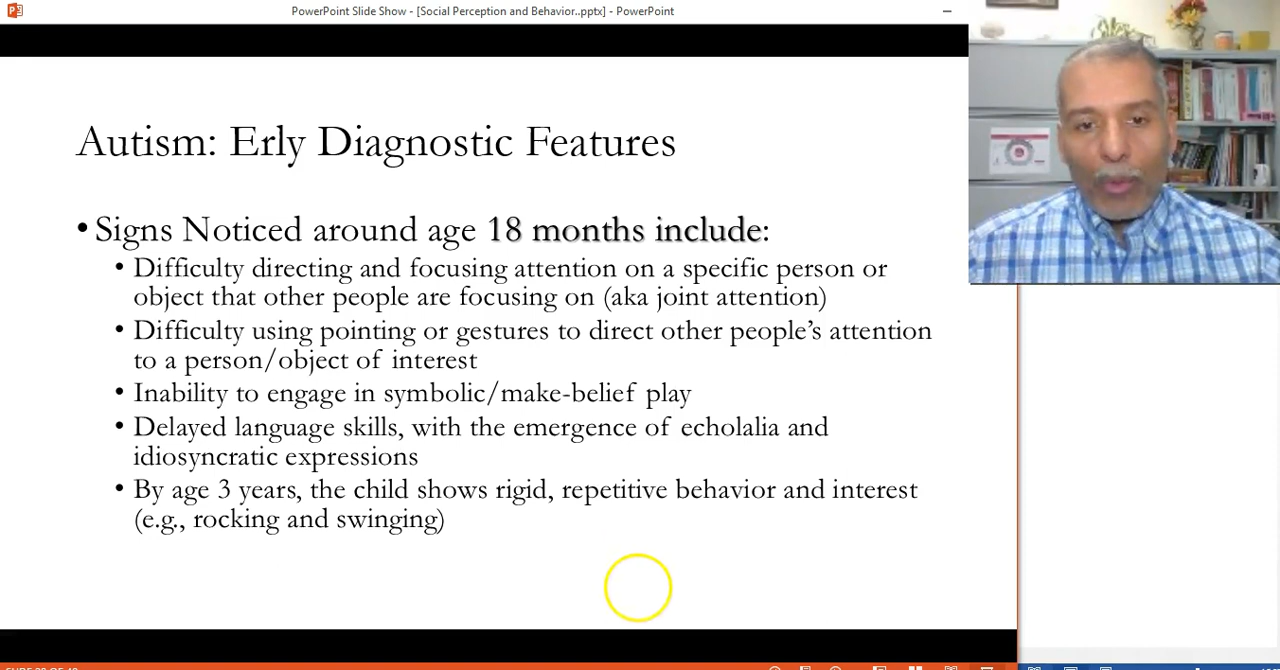 PowerPoint Slide Show - [Social Perception and Behavior..pptx] - PowerPoint
Autism: Erly Diagnostic Features
• Signs Noticed around age 18 months include:
• Difficulty directing and focusing attention on a specific person or
object that other people are focusing on (aka joint attention)
• Difficulty using pointing or gestures to direct other people’s attention
to a person/object of interest
• Inability to engage in symbolic/make-belief play
• Delayed language skills, with the emergence of echolalia and
idiosyncratic expressions
• By age 3 years, the child shows rigid, repetitive behavior and interest
(e.g., rocking and swinging)